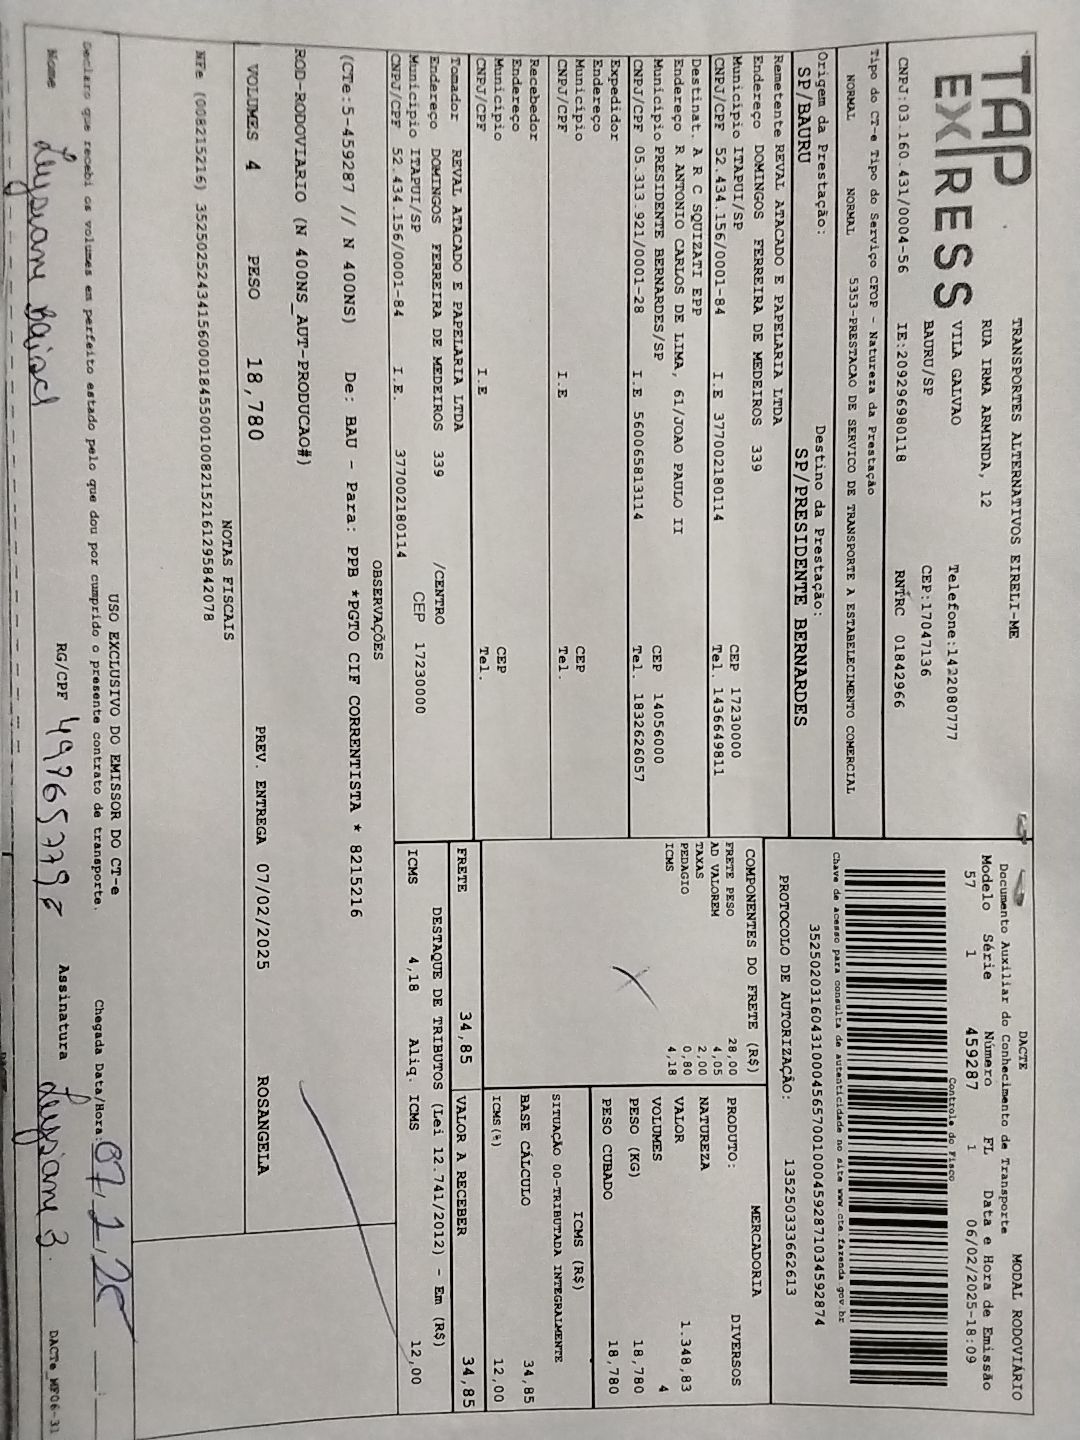 TAP EXPRESS
TRANSPORTES ALTERNATIVOS EIRELI-ME
RUA IRMA ARMINDA, 12
VILA GALVAO Telefone:1422080777
BAURU/SP CEP:17047136
CNPJ:03.160.431/0004-56 IE:209296980118 RNTRC 01842966
Tipo do CT-e Tipo do Serviço CFOP - Natureza da Prestação
NORMAL NORMAL 5353-PRESTACAO DE SERVICO DE TRANSPORTE A ESTABELECIMENTO COMERCIAL
Origem da Prestação: Destino da Prestação:
SP/BAURU SP/PRESIDENTE BERNARDES
Remetente REVAL ATACADO E PAPELARIA LTDA
Endereço DOMINGOS FERREIRA DE MEDEIROS 339
Município ITAPUI/SP CEP 17230000
CNPJ/CPF 52.434.156/0001-84 I.E 377002180114 Tel. 1436649811
Destinat. A R C SQUIZATI EPP
Endereço R ANTONIO CARLOS DE LIMA, 61/JOAO PAULO II
Município PRESIDENTE BERNARDES/SP CEP 14056000
CNPJ/CPF 05.313.921/0001-28 I.E 560065813114 Tel. 1832626057
Expedidor
Endereço
Município CEP
CNPJ/CPF I.E Tel.
Recebedor
Endereço
Município CEP
CNPJ/CPF I.E Tel.
Tomador REVAL ATACADO E PAPELARIA LTDA
Endereço DOMINGOS FERREIRA DE MEDEIROS 339 /CENTRO
Município ITAPUI/SP CEP 17230000
CNPJ/CPF 52.434.156/0001-84 I.E. 377002180114
DACTE MODAL RODOVIÁRIO
Documento Auxiliar do Conhecimento de Transporte
Modelo Série Número FL Data e Hora de Emissão
57 1 459287 1 06/02/2025-18:09
Controle do Fisco
Chave de acesso para consulta de autenticidade no site www.cte.fazenda.gov.br
35250203160431000456570010004592871034592874
PROTOCOLO DE AUTORIZAÇÃO: 135250333662613
COMPONENTES DO FRETE (R$)
FRETE PESO 28,00
AD VALOREM 4,05
TAXAS 2,00
PEDAGIO 0,80
ICMS 4,18
MERCADORIA
PRODUTO: DIVERSOS
NATUREZA
VALOR 1.348,83
VOLUMES 4
PESO (KG) 18,780
PESO CUBADO 18,780
ICMS (R$)
SITUAÇÃO 00-TRIBUTADA INTEGRALMENTE
BASE CÁLCULO 34,85
ICMS(%) 12,00
FRETE 34,85 VALOR A RECEBER 34,85
DESTAQUE DE TRIBUTOS (Lei 12.741/2012) - Em (R$)
ICMS 4,18 Aliq. ICMS 12,00
OBSERVAÇÕES
(CTe:5-459287 // N 400NS) De: BAU - Para: PPB *PGTO CIF CORRENTISTA * 8215216
ROD-RODOVIARIO (N 400NS_AUT-PRODUCAO#)
VOLUMES 4 PESO 18,780 PREV. ENTREGA 07/02/2025 ROSANGELA
NOTAS FISCAIS
NFe (008215216) 35250252434156000184550010082152161295842078
USO EXCLUSIVO DO EMISSOR DO CT-e
Declaro que recebi os volumes em perfeito estado pelo que dou por cumprido o presente contrato de transporte. Chegada Data/Hora:
Nome RG/CPF Assinatura
DACTe_MF06-31